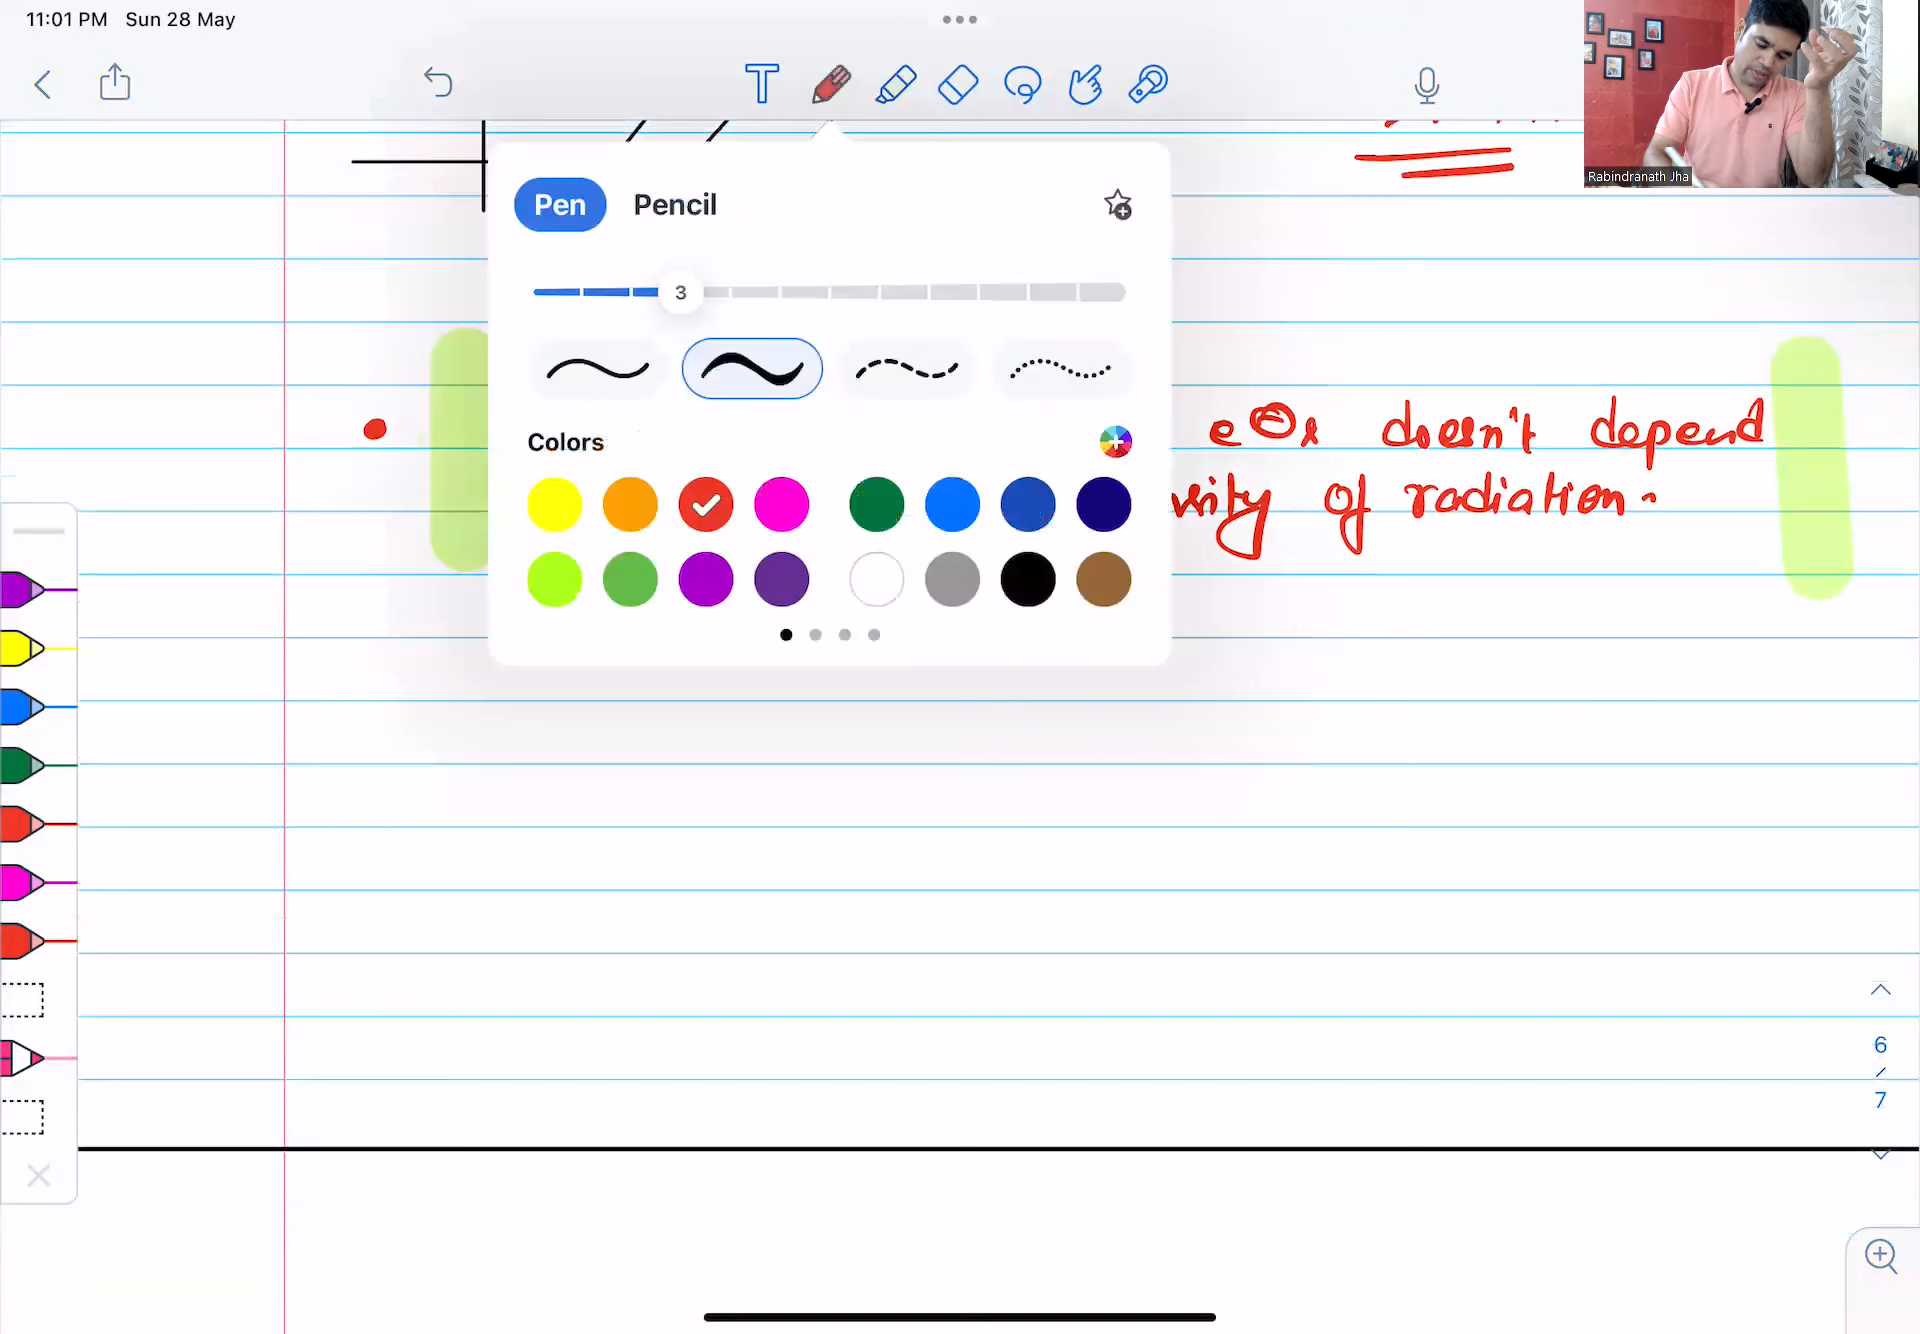 11:01 PM Sun 28 May
Rabindranath Jha
Pen Pencil
3
Colors
doesn't depend
of radiation.
6
/
7